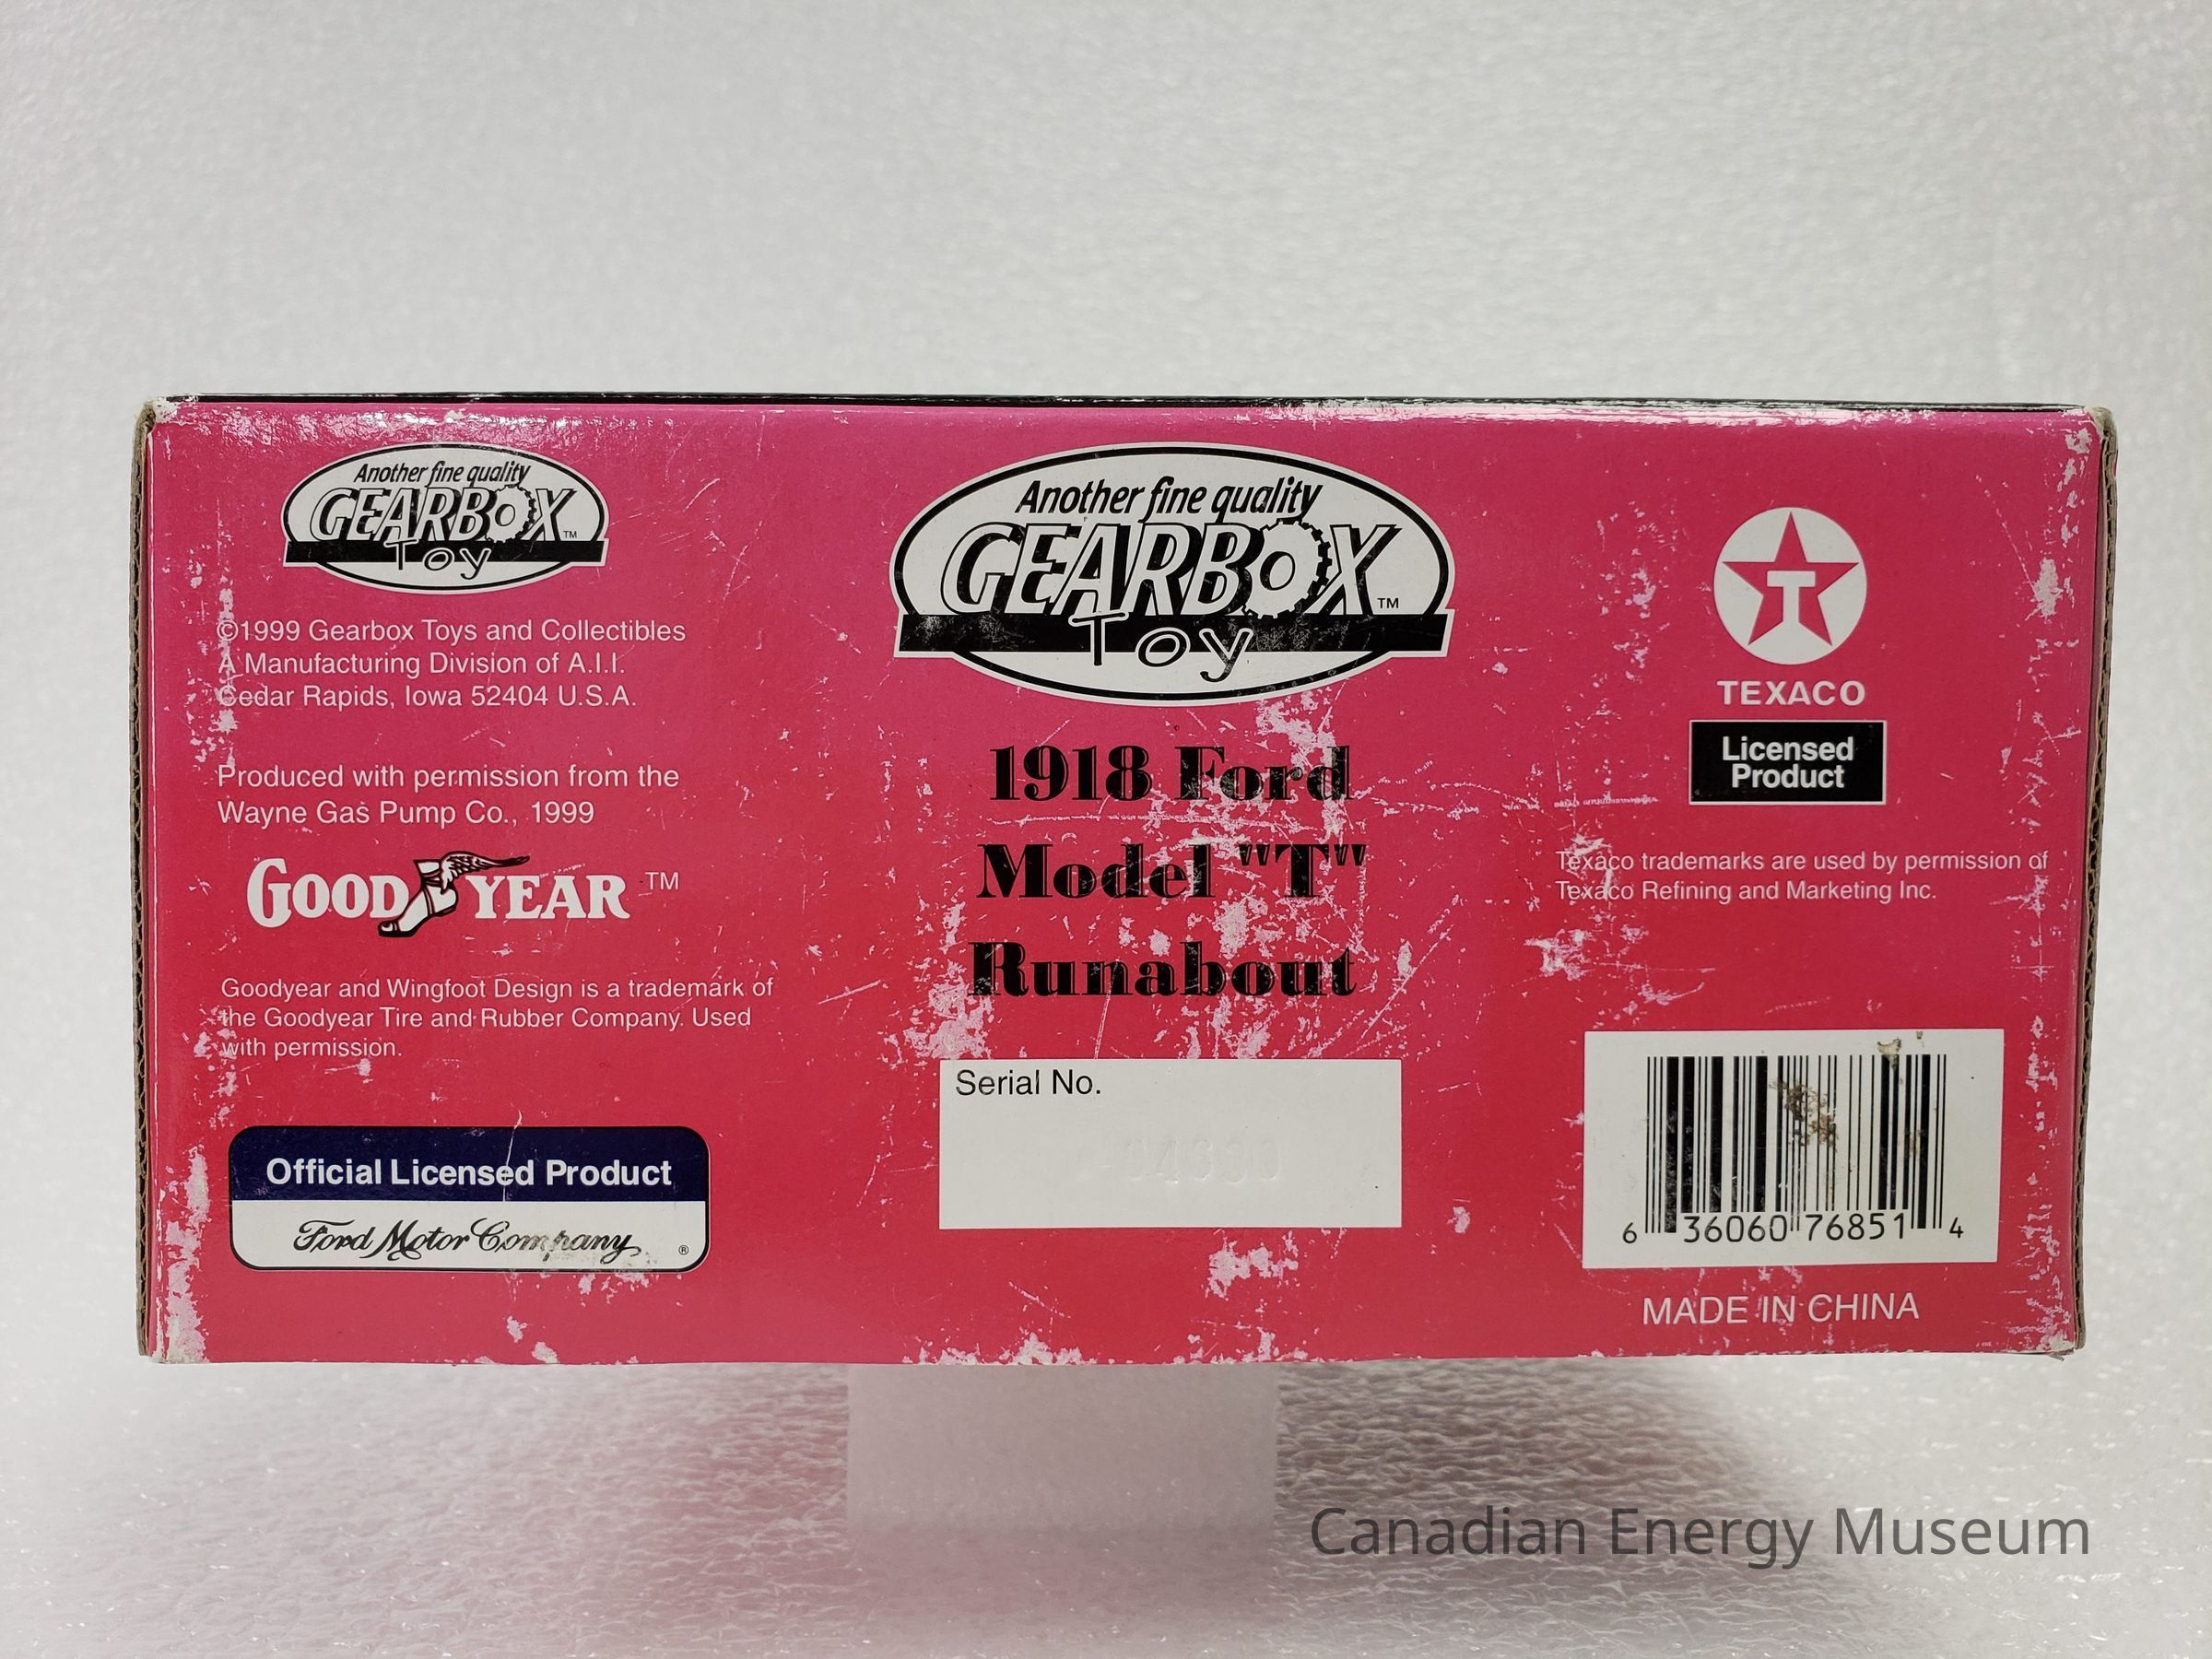 Another fine quality
GEARBOX™
Toy
©1999 Gearbox Toys and Collectibles
A Manufacturing Division of A.I.I.
Cedar Rapids, Iowa 52404 U.S.A.
Produced with permission from the
Wayne Gas Pump Co., 1999
GOOD YEAR™
Goodyear and Wingfoot Design is a trademark of
the Goodyear Tire and Rubber Company. Used
with permission.
Official Licensed Product
Ford Motor Company ®
Another fine quality
GEARBOX™
Toy
1918 Ford
Model "T"
Runabout
Serial No.
T
TEXACO
Licensed
Product
Texaco trademarks are used by permission of
Texaco Refining and Marketing Inc.
6 36060 76851 4
MADE IN CHINA
Canadian Energy Museum